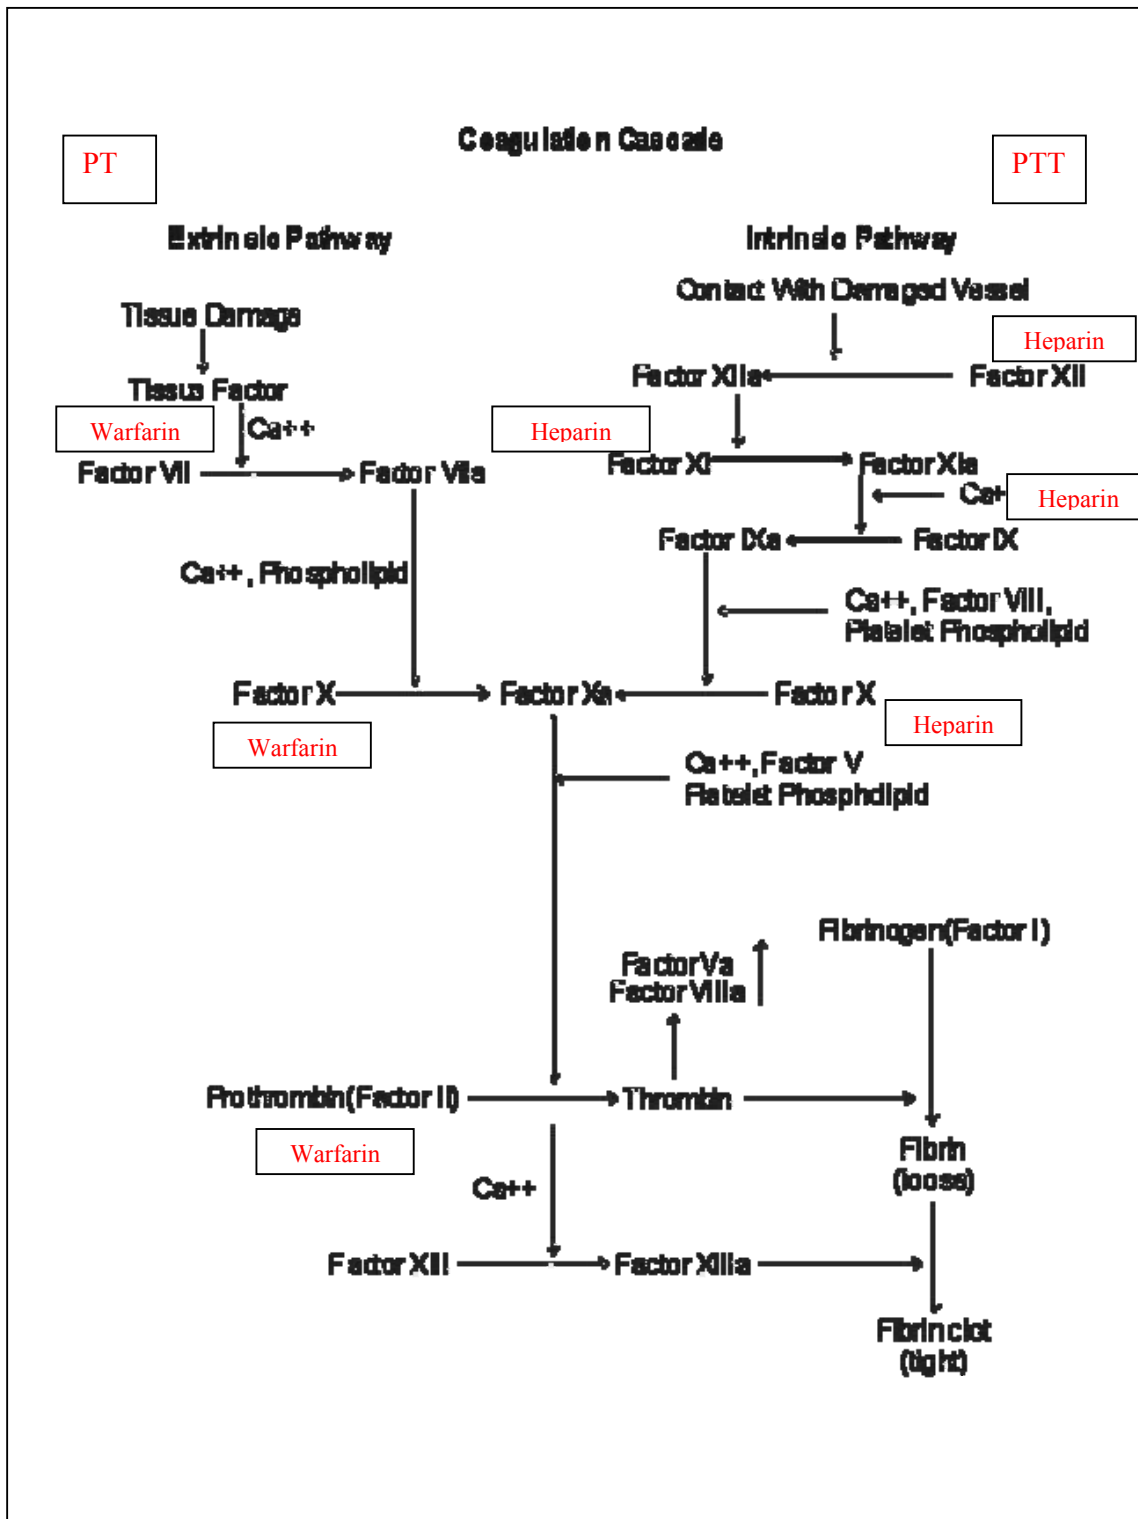 Coagulation Cascade
PT
PTT
Extrinsic Pathway
Intrinsic Pathway
Contact With Damaged Vessel
Tissue Damage
Heparin
Factor XIIa
Factor XII
Tissue Factor
Warfarin
Ca++
Heparin
Factor VII
Factor VIIa
Factor XI
Factor XIa
Ca+
Heparin
Factor IXa
Factor IX
Ca++, Phospholipid
Ca++, Factor VIII,
Platelet Phospholipid
Factor X
Factor Xa
Factor X
Warfarin
Heparin
Ca++, Factor V
Platelet Phospholipid
Fibrinogen(Factor I)
Factor Va
Factor VIIIa
Prothrombin(Factor II)
Thrombin
Warfarin
Fibrin
(loose)
Ca++
Factor XIII
Factor XIIIa
Fibrin clot
(tight)